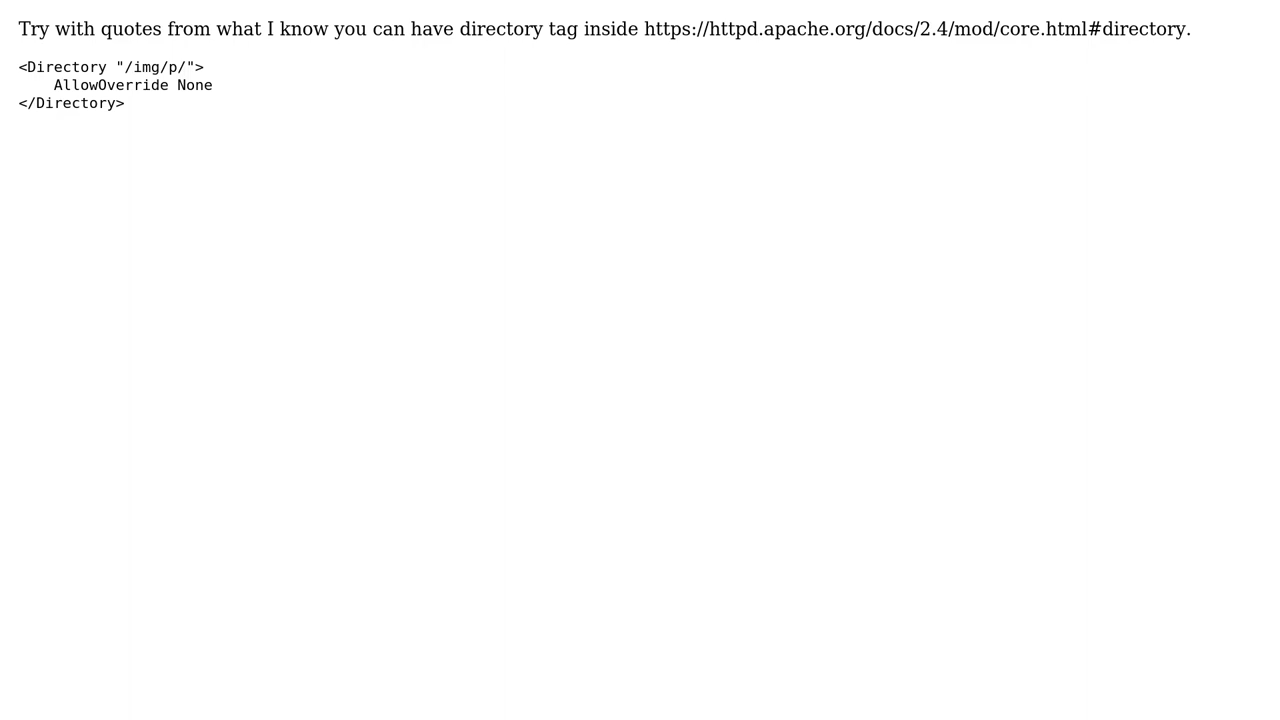 Try with quotes from what I know you can have directory tag inside https://httpd.apache.org/docs/2.4/mod/core.html#directory.
<Directory "/img/p/">
    AllowOverride None
</Directory>